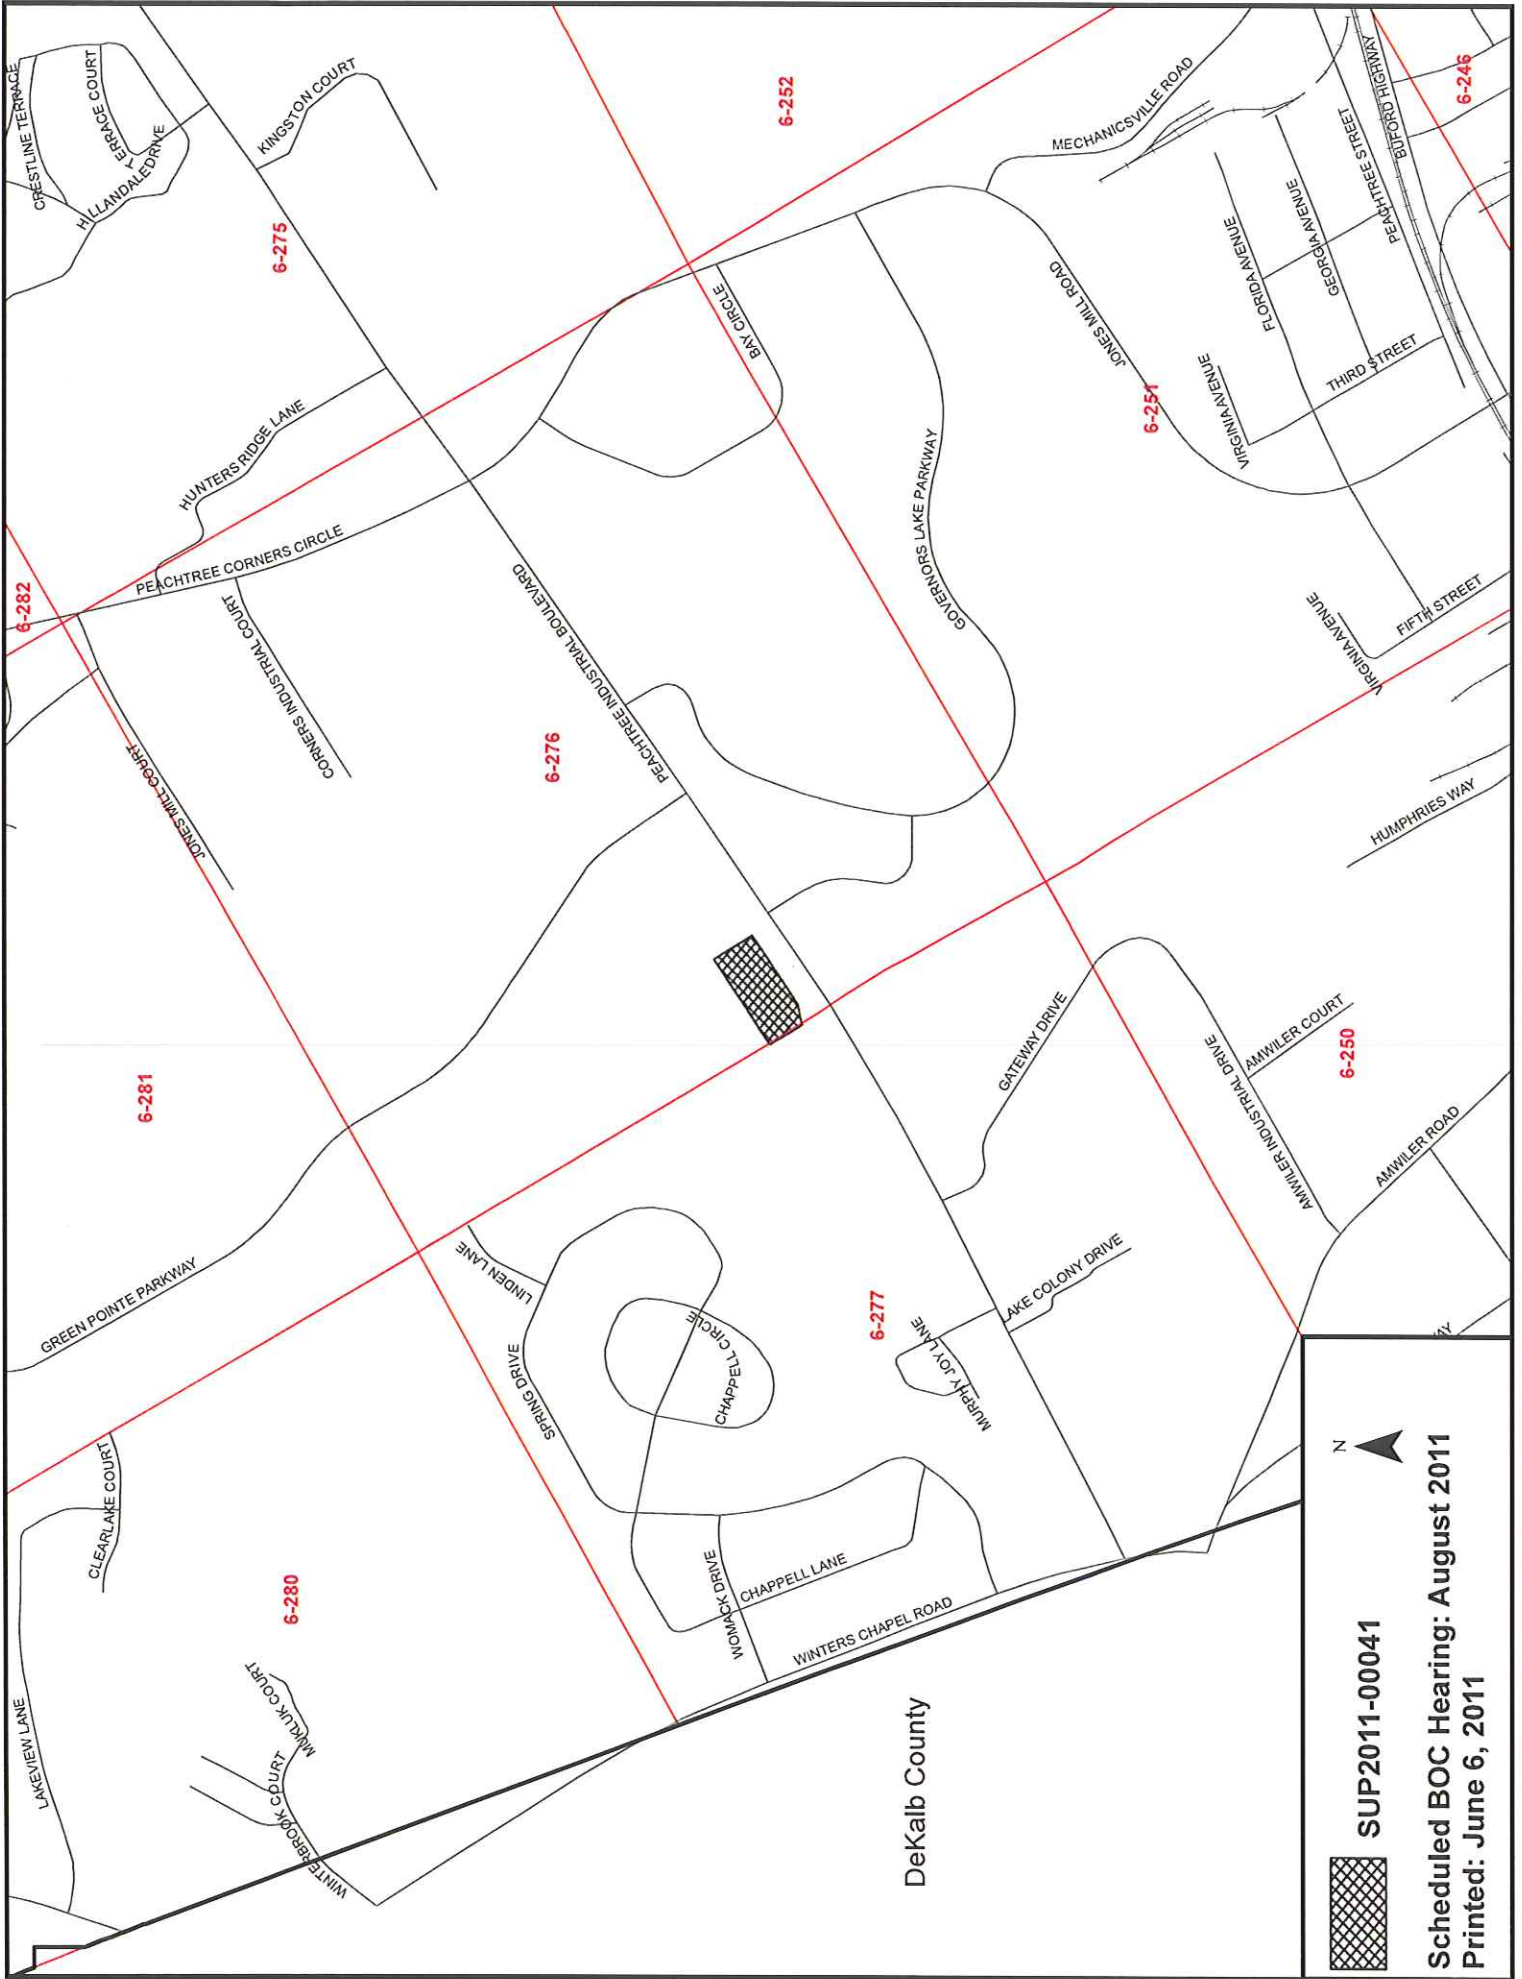 LAKEVIEW LANE
CLEARLAKE COURT
GREEN POINTE PARKWAY
6-281
JONES MILL COURT
6-282
PEACHTREE CORNERS CIRCLE
CORNERS INDUSTRIAL COURT
HUNTERS RIDGE LANE
CRESTLINE TERRACE
TERRACE COURT
HILLANDALE DRIVE
KINGSTON COURT
6-275
MUKLUK COURT
WINTERBROOK COURT
6-280
LINDEN LANE
SPRING DRIVE
CHAPPELL CIRCLE
WOMACK DRIVE
CHAPPELL LANE
WINTERS CHAPEL ROAD
6-276
PEACHTREE INDUSTRIAL BOULEVARD
BAY CIRCLE
6-252
DeKalb County
6-277
MURPHY JOY LANE
AKE COLONY DRIVE
GATEWAY DRIVE
GOVERNORS LAKE PARKWAY
JONES MILL ROAD
MECHANICSVILLE ROAD
6-251
AMWILER INDUSTRIAL DRIVE
AMWILER COURT
6-250
AMWILER ROAD
AY
HUMPHRIES WAY
VIRGINIA AVENUE
FIFTH STREET
VIRGINIA AVENUE
THIRD STREET
FLORIDA AVENUE
GEORGIA AVENUE
PEACHTREE STREET
PEACHTREE STREET
BUFORD HIGHWAY
6-246
N
SUP2011-00041
Scheduled BOC Hearing: August 2011
Printed: June 6, 2011